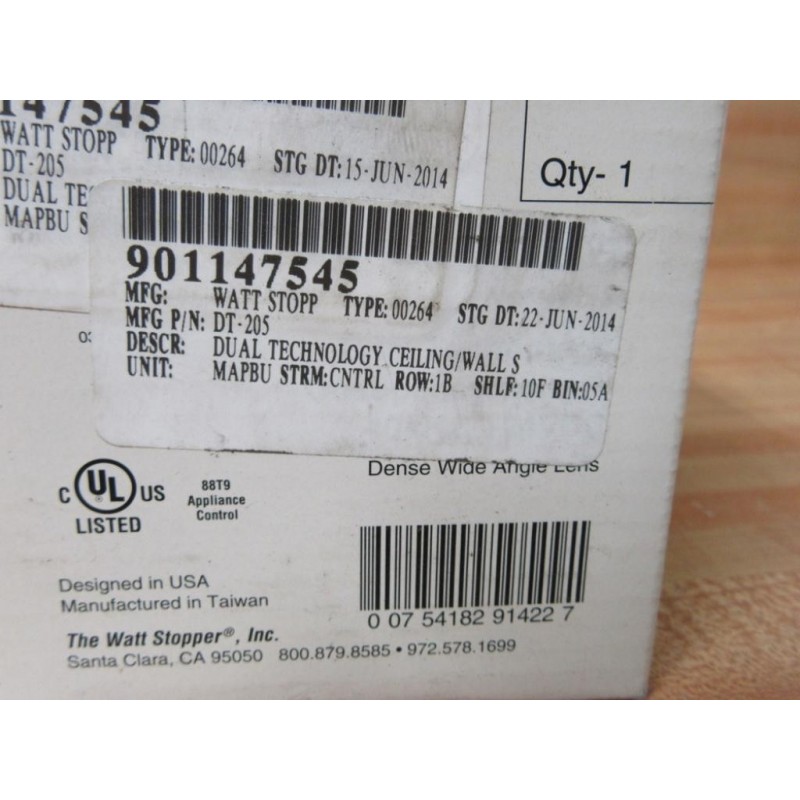 147545
WATT STOPP TYPE: 00264 STG DT: 15-JUN-2014
DT-205
DUAL TE
MAPBU S
Qty- 1
901147545
MFG: WATT STOPP TYPE: 00264 STG DT: 22-JUN-2014
MFG P/N: DT-205
DESCR: DUAL TECHNOLOGY CEILING/WALL S
UNIT: MAPBU STRM: CNTRL ROW: 1B SHLF: 10F BIN: 05A
Dense Wide Angle Lens
C UL US
LISTED
88T9
Appliance
Control
Designed in USA
Manufactured in Taiwan
0 07 54182 91422 7
The Watt Stopper®, Inc.
Santa Clara, CA 95050 800.879.8585 • 972.578.1699